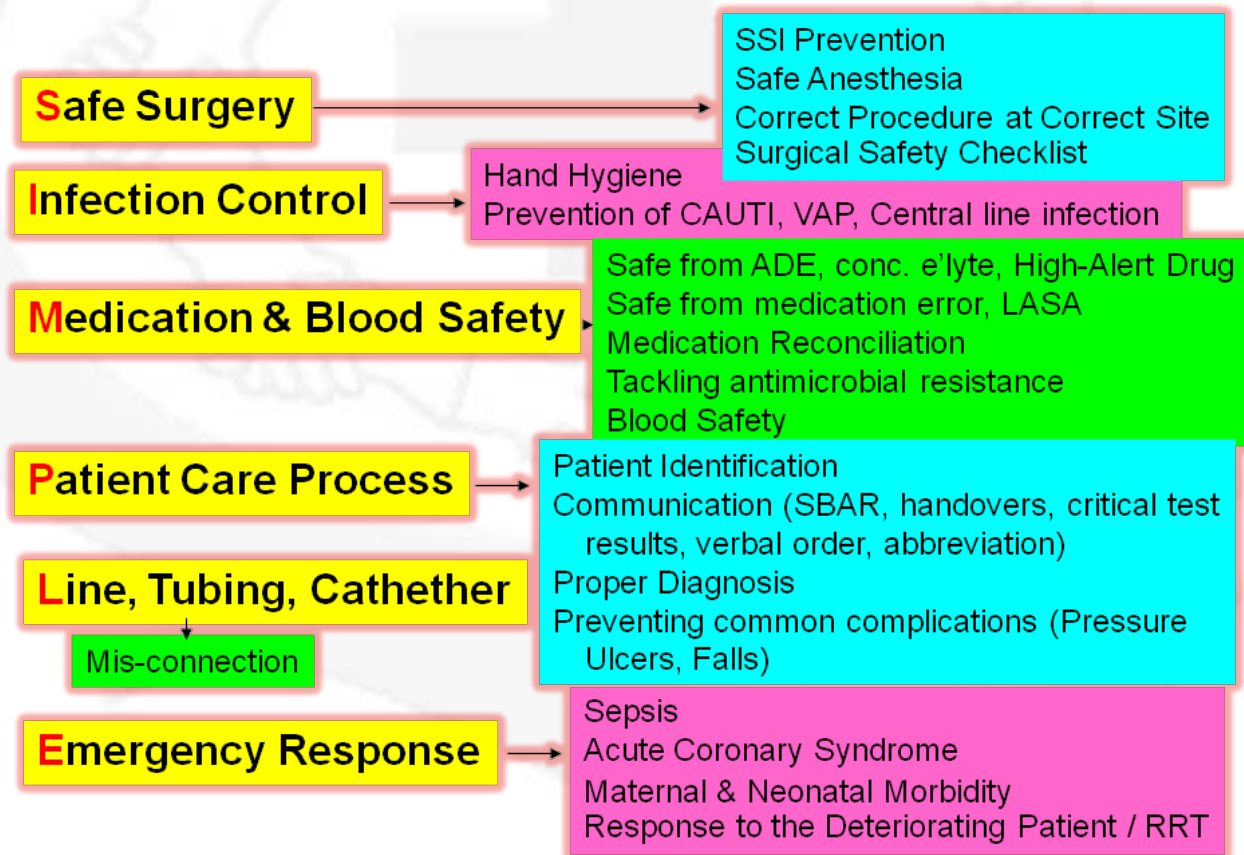 Safe Surgery
SSI Prevention
Safe Anesthesia
Correct Procedure at Correct Site
Surgical Safety Checklist
Infection Control
Hand Hygiene
Prevention of CAUTI, VAP, Central line infection
Medication & Blood Safety
Safe from ADE, conc. e'lyte, High-Alert Drug
Safe from medication error, LASA
Medication Reconciliation
Tackling antimicrobial resistance
Blood Safety
Patient Care Process
Patient Identification
Communication (SBAR, handovers, critical test
results, verbal order, abbreviation)
Proper Diagnosis
Preventing common complications (Pressure
Ulcers, Falls)
Line, Tubing, Cathether
Mis-connection
Emergency Response
Sepsis
Acute Coronary Syndrome
Maternal & Neonatal Morbidity
Response to the Deteriorating Patient / RRT